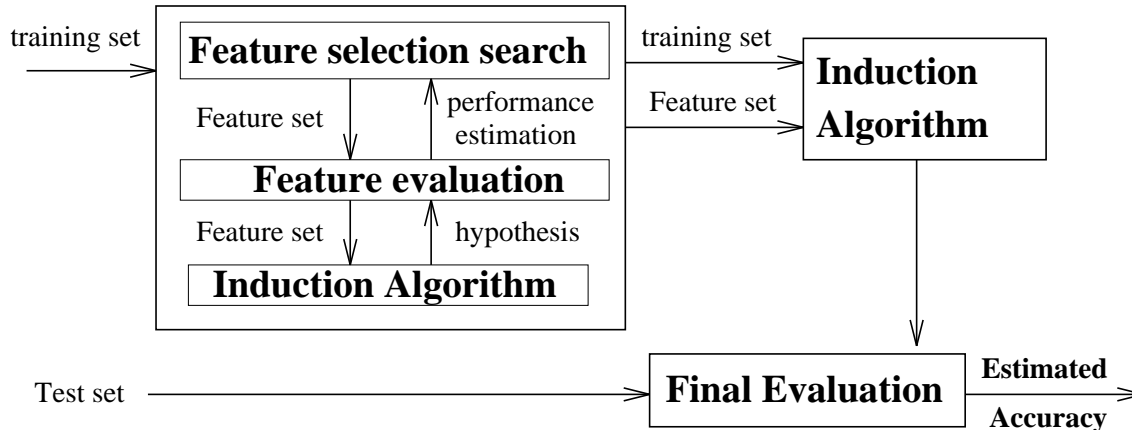 training set
Feature selection search
Feature set
performance
estimation
Feature evaluation
Feature set
hypothesis
Induction Algorithm
training set
Feature set
Induction
Algorithm
Test set
Final Evaluation
Estimated
Accuracy